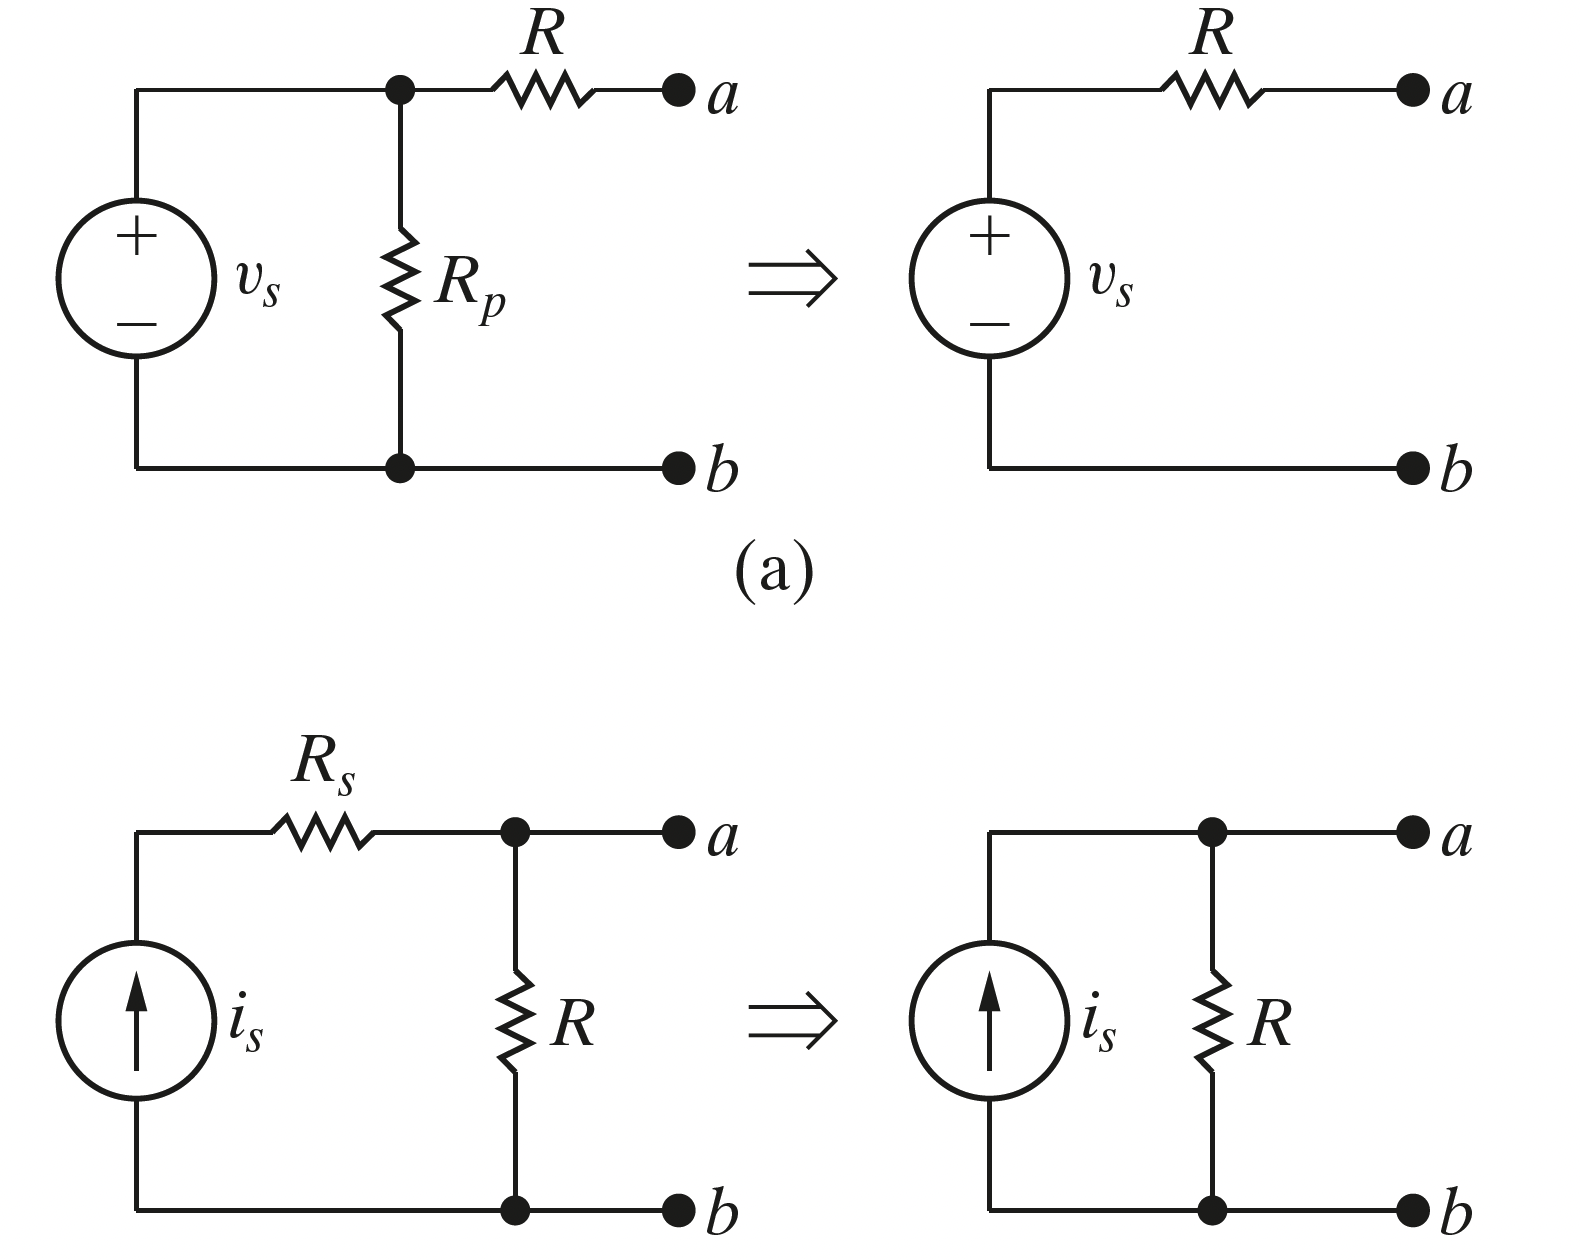 R R
a a
+ +
v_s R_p v_s
− −
b b
(a)
R_s
a a
i_s R i_s R
b b